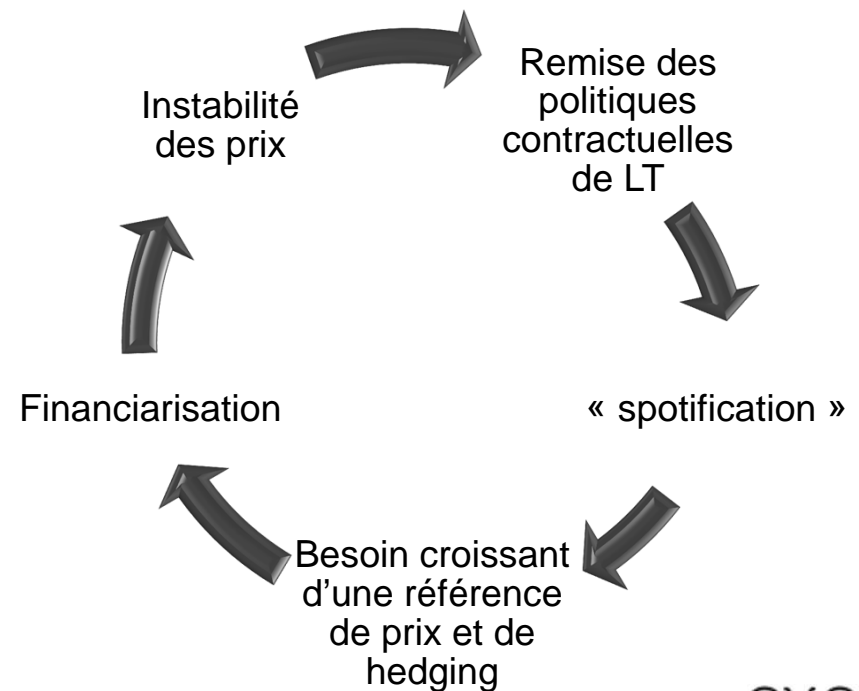 Instabilité
des prix
Remise des
politiques
contractuelles
de LT
« spotification »
Besoin croissant
d'une référence
de prix et de
hedging
Financiarisation